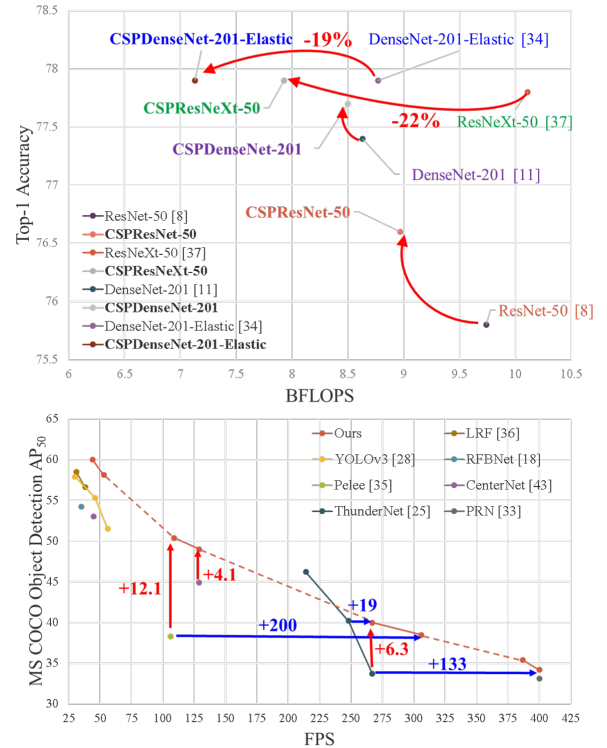 CSPDenseNet-201-Elastic
-19%
DenseNet-201-Elastic [34]
CSPResNeXt-50
-22%
ResNeXt-50 [37]
CSPDenseNet-201
DenseNet-201 [11]
CSPResNet-50
ResNet-50 [8]
Top-1 Accuracy
79
78.5
78
77.5
77
76.5
76
75.5
ResNet-50 [8]
CSPResNet-50
ResNeXt-50 [37]
CSPResNeXt-50
DenseNet-201 [11]
CSPDenseNet-201
DenseNet-201-Elastic [34]
CSPDenseNet-201-Elastic
6 6.5 7 7.5 8 8.5 9 9.5 10 10.5
BFLOPS
MS COCO Object Detection AP50
65
60
55
50
45
40
35
30
Ours LRF [36]
YOLOv3 [28] RFBNet [18]
Pelee [35] CenterNet [43]
ThunderNet [25] PRN [33]
+12.1
+4.1
+19
+200
+6.3
+133
25 50 75 100 125 150 175 200 225 250 275 300 325 350 375 400 425
FPS